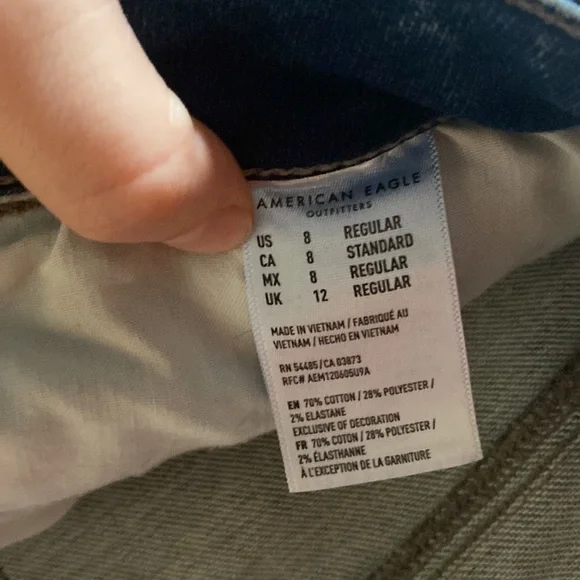 AMERICAN EAGLE
OUTFITTERS
US 8 REGULAR
CA 8 STANDARD
MX 8 REGULAR
UK 12 REGULAR
MADE IN VIETNAM / FABRIQUÉ AU
VIETNAM / HECHO EN VIETNAM
RN 54485/CA 03873
RFC# AEM120605U9A
EN 70% COTTON / 28% POLYESTER /
2% ELASTANE
EXCLUSIVE OF DECORATION
FR 70% COTON / 28% POLYESTER /
2% ÉLASTHANNE
À L'EXCEPTION DE LA GARNITURE